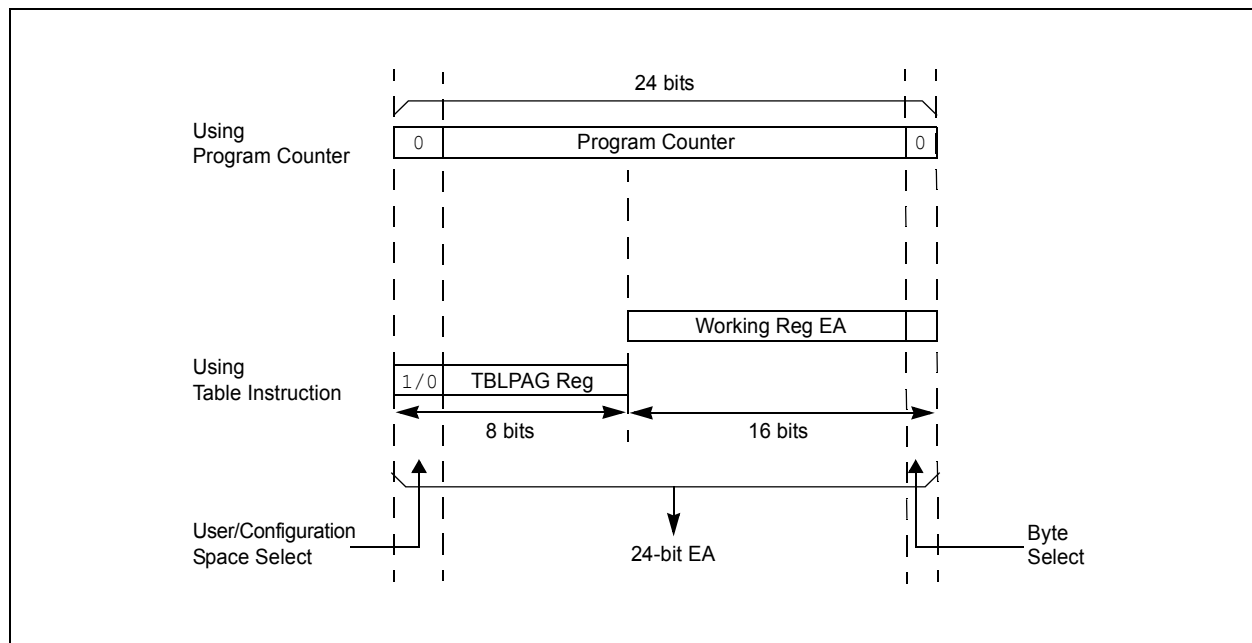 24 bits
Using
Program Counter
0
Program Counter
0
Working Reg EA
Using
Table Instruction
1/0
TBLPAG Reg
8 bits
16 bits
User/Configuration
Space Select
24-bit EA
Byte
Select